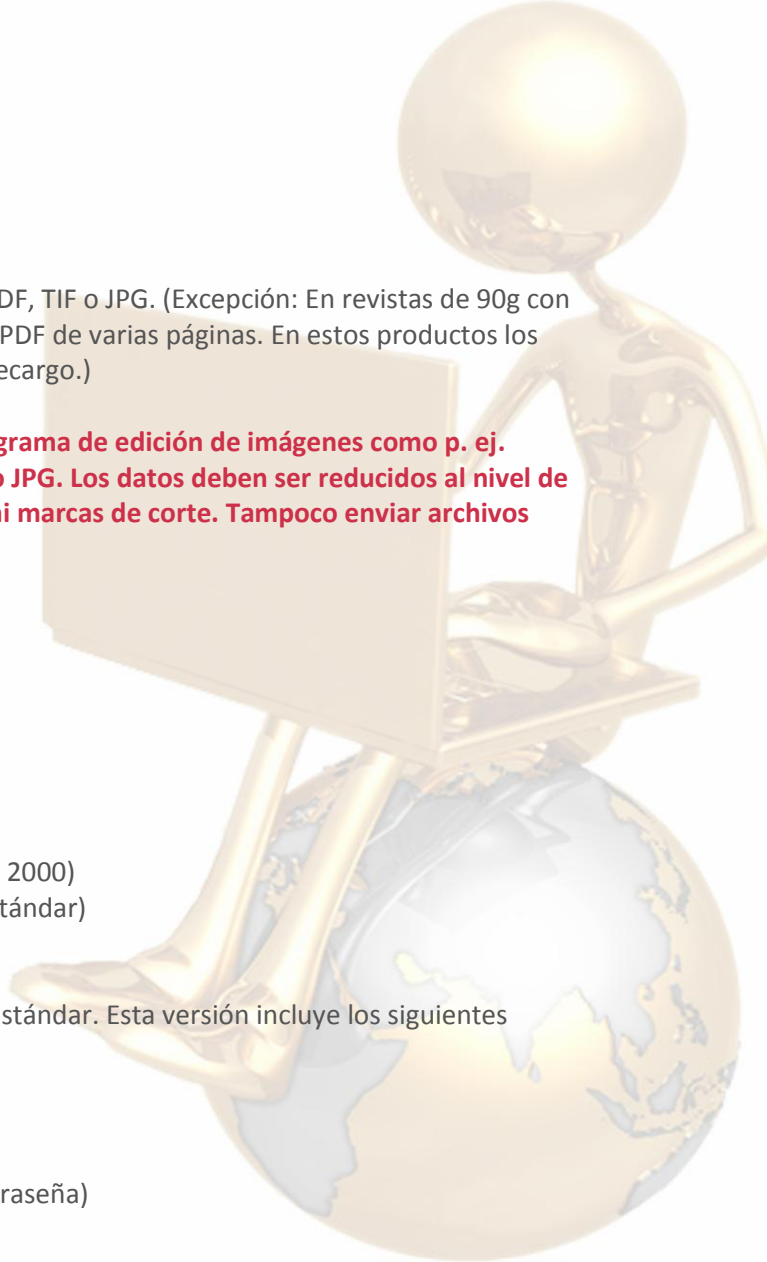 DF, TIF o JPG. (Excepción: En revistas de 90g con
PDF de varias páginas. En estos productos los
ecargo.)
grama de edición de imágenes como p. ej.
o JPG. Los datos deben ser reducidos al nivel de
ni marcas de corte. Tampoco enviar archivos
2000)
tándar)
stándar. Esta versión incluye los siguientes
raseña)